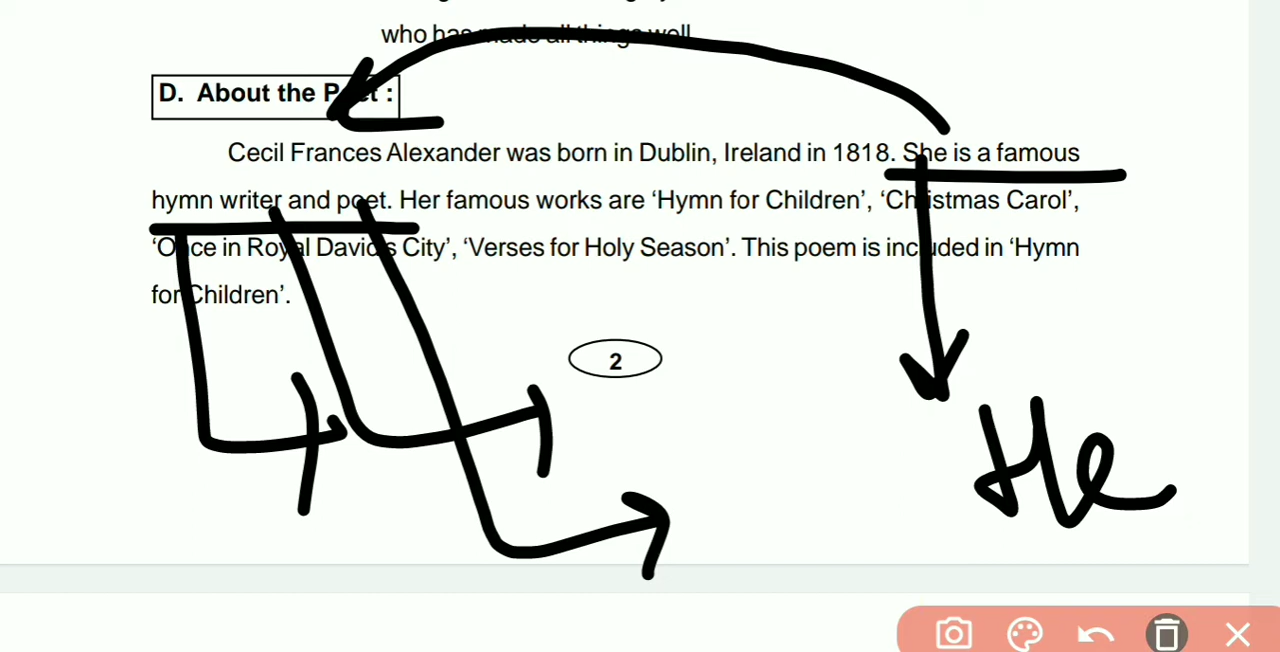 who has made all things well.
D. About the Poet :
Cecil Frances Alexander was born in Dublin, Ireland in 1818. She is a famous
hymn writer and poet. Her famous works are ‘Hymn for Children’, ‘Christmas Carol’,
‘Once in Royal David's City’, ‘Verses for Holy Season’. This poem is included in ‘Hymn
for Children’.
2
He